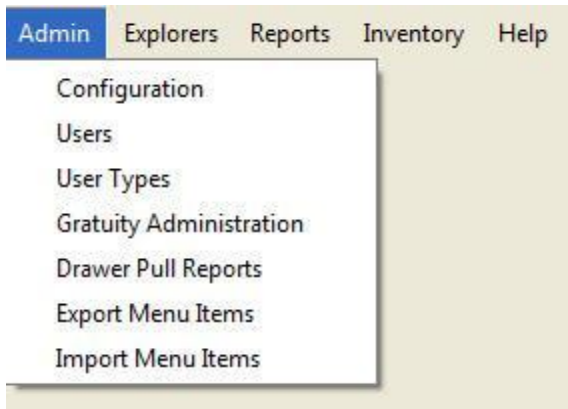 Admin Explorers Reports Inventory Help
Configuration
Users
User Types
Gratuity Administration
Drawer Pull Reports
Export Menu Items
Import Menu Items